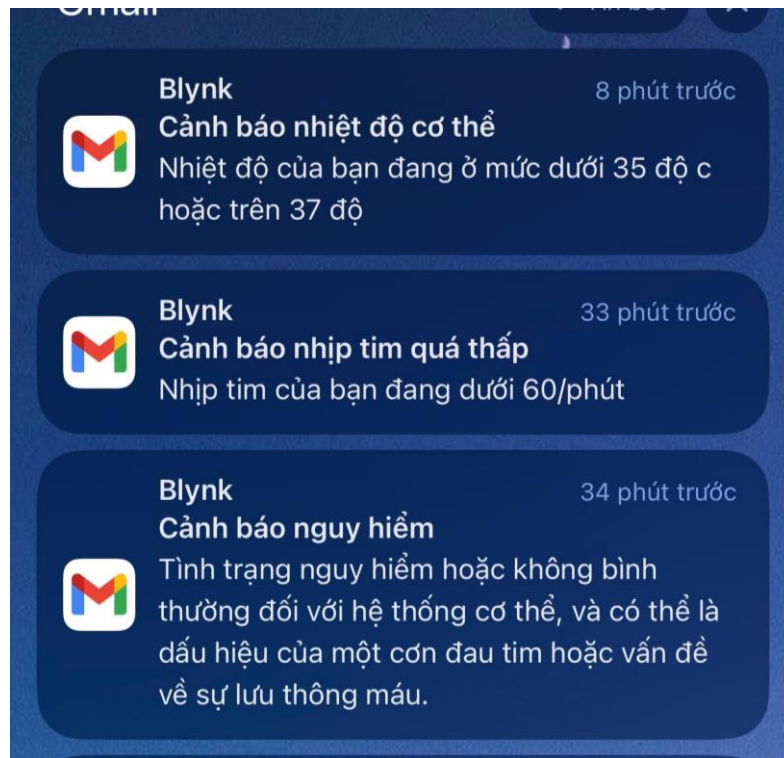 Gmail
Blynk
8 phút trước
Cảnh báo nhiệt độ cơ thể
Nhiệt độ của bạn đang ở mức dưới 35 độ c
hoặc trên 37 độ
Blynk
33 phút trước
Cảnh báo nhịp tim quá thấp
Nhịp tim của bạn đang dưới 60/phút
Blynk
34 phút trước
Cảnh báo nguy hiểm
Tình trạng nguy hiểm hoặc không bình
thường đối với hệ thống cơ thể, và có thể là
dấu hiệu của một cơn đau tim hoặc vấn đề
về sự lưu thông máu.